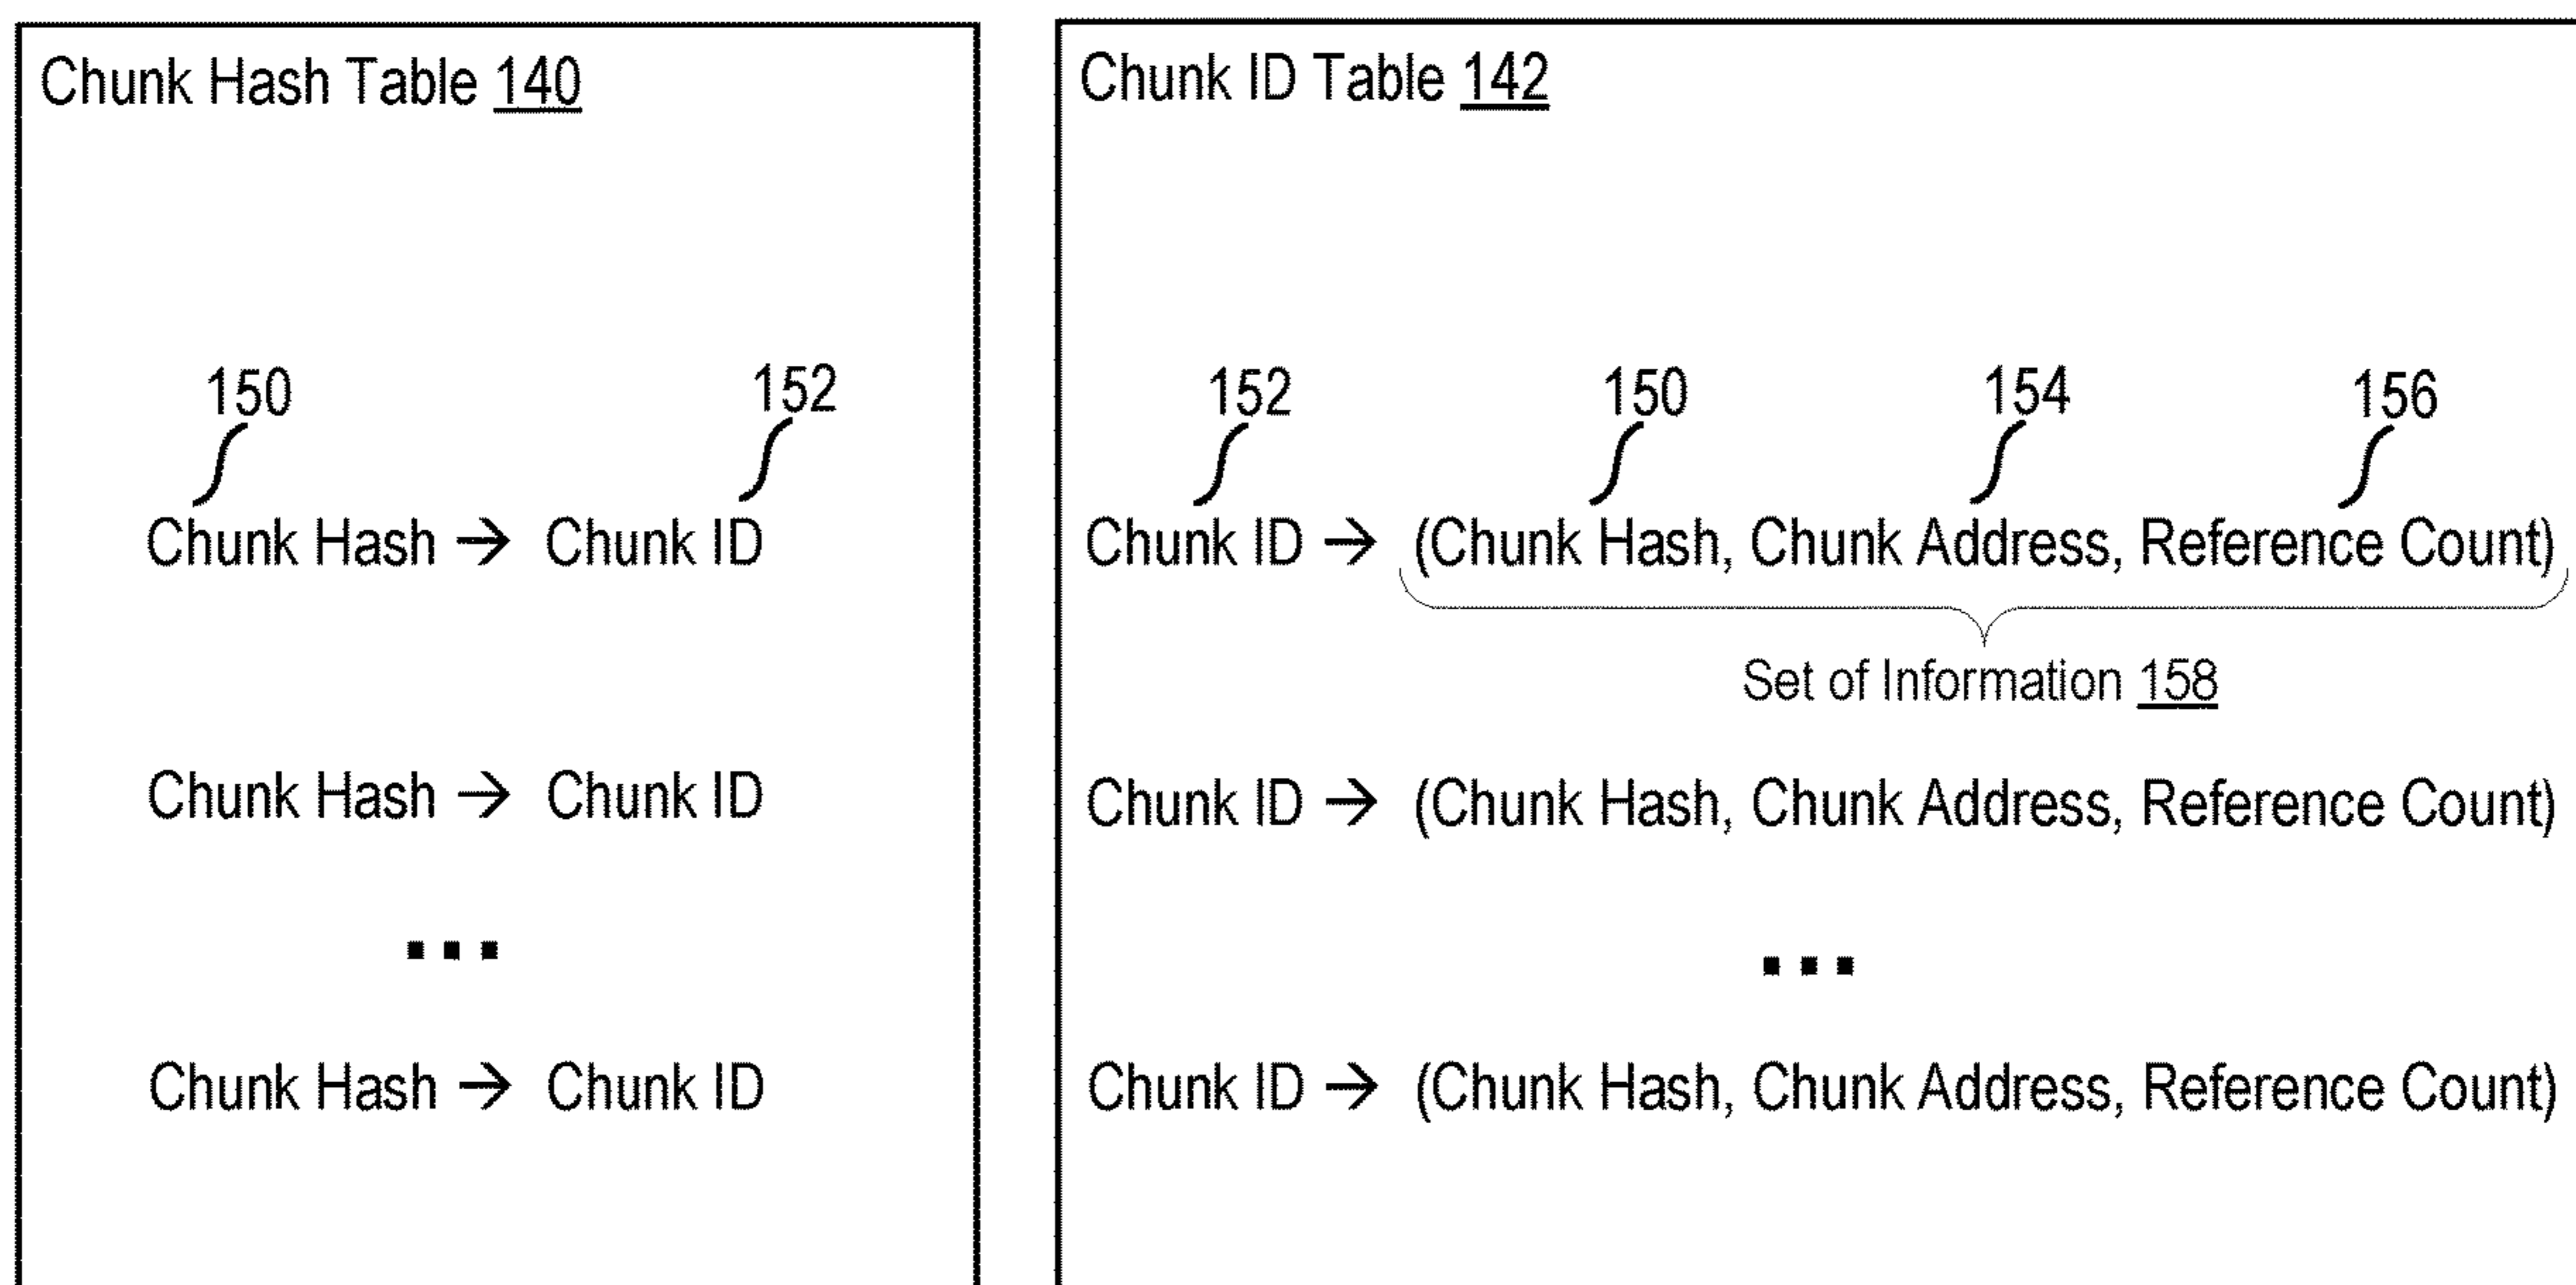 Chunk Hash Table 140
150 152
Chunk Hash → Chunk ID
Chunk Hash → Chunk ID
...
Chunk Hash → Chunk ID
Chunk ID Table 142
152 150 154 156
Chunk ID → (Chunk Hash, Chunk Address, Reference Count)
Set of Information 158
Chunk ID → (Chunk Hash, Chunk Address, Reference Count)
...
Chunk ID → (Chunk Hash, Chunk Address, Reference Count)